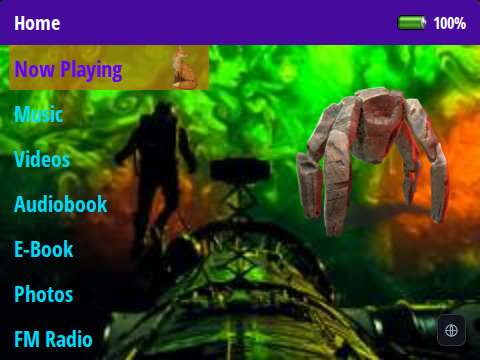 Home
100%
Now Playing
Music
Videos
Audiobook
E-Book
Photos
FM Radio